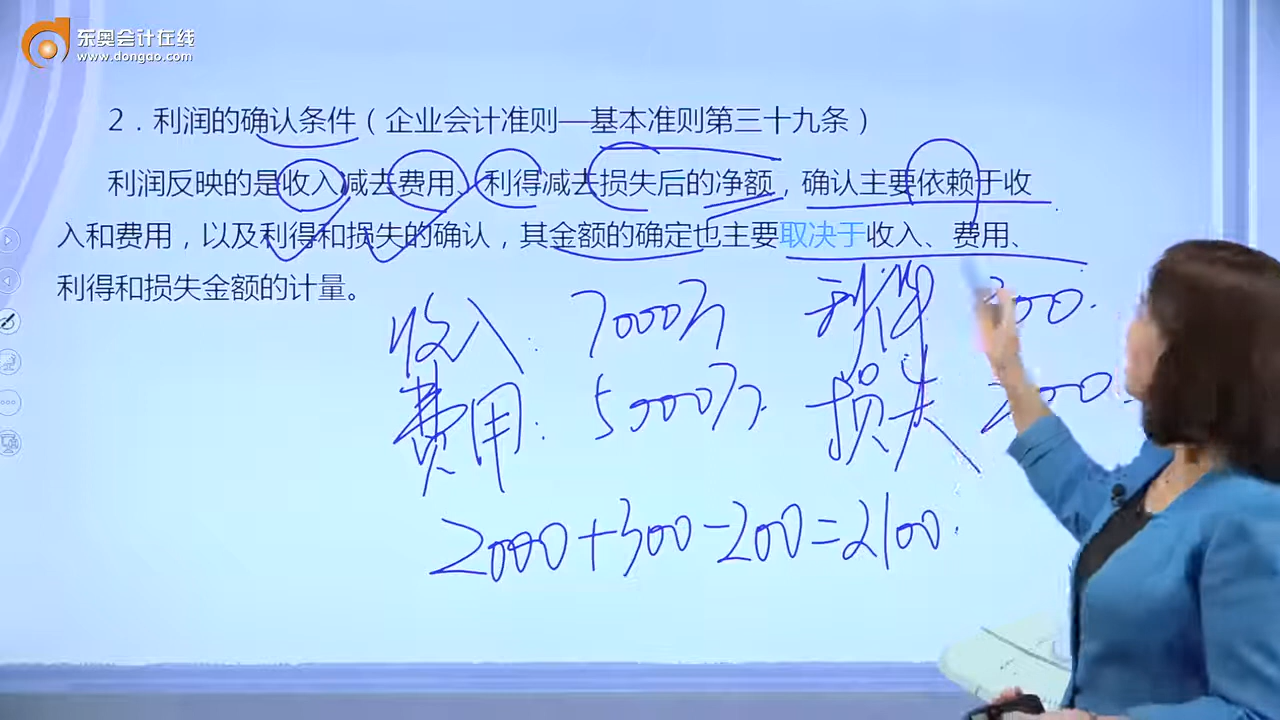 东奥会计在线
www.dongao.com
2．利润的确认条件（企业会计准则—基本准则第三十九条）
利润反映的是收入减去费用、利得减去损失后的净额，确认主要依赖于收
入和费用，以及利得和损失的确认，其金额的确定也主要取决于收入、费用、
利得和损失金额的计量。
收入：7000万 利得 300.
费用：5000万. 损失 200
2000+300-200=2100.